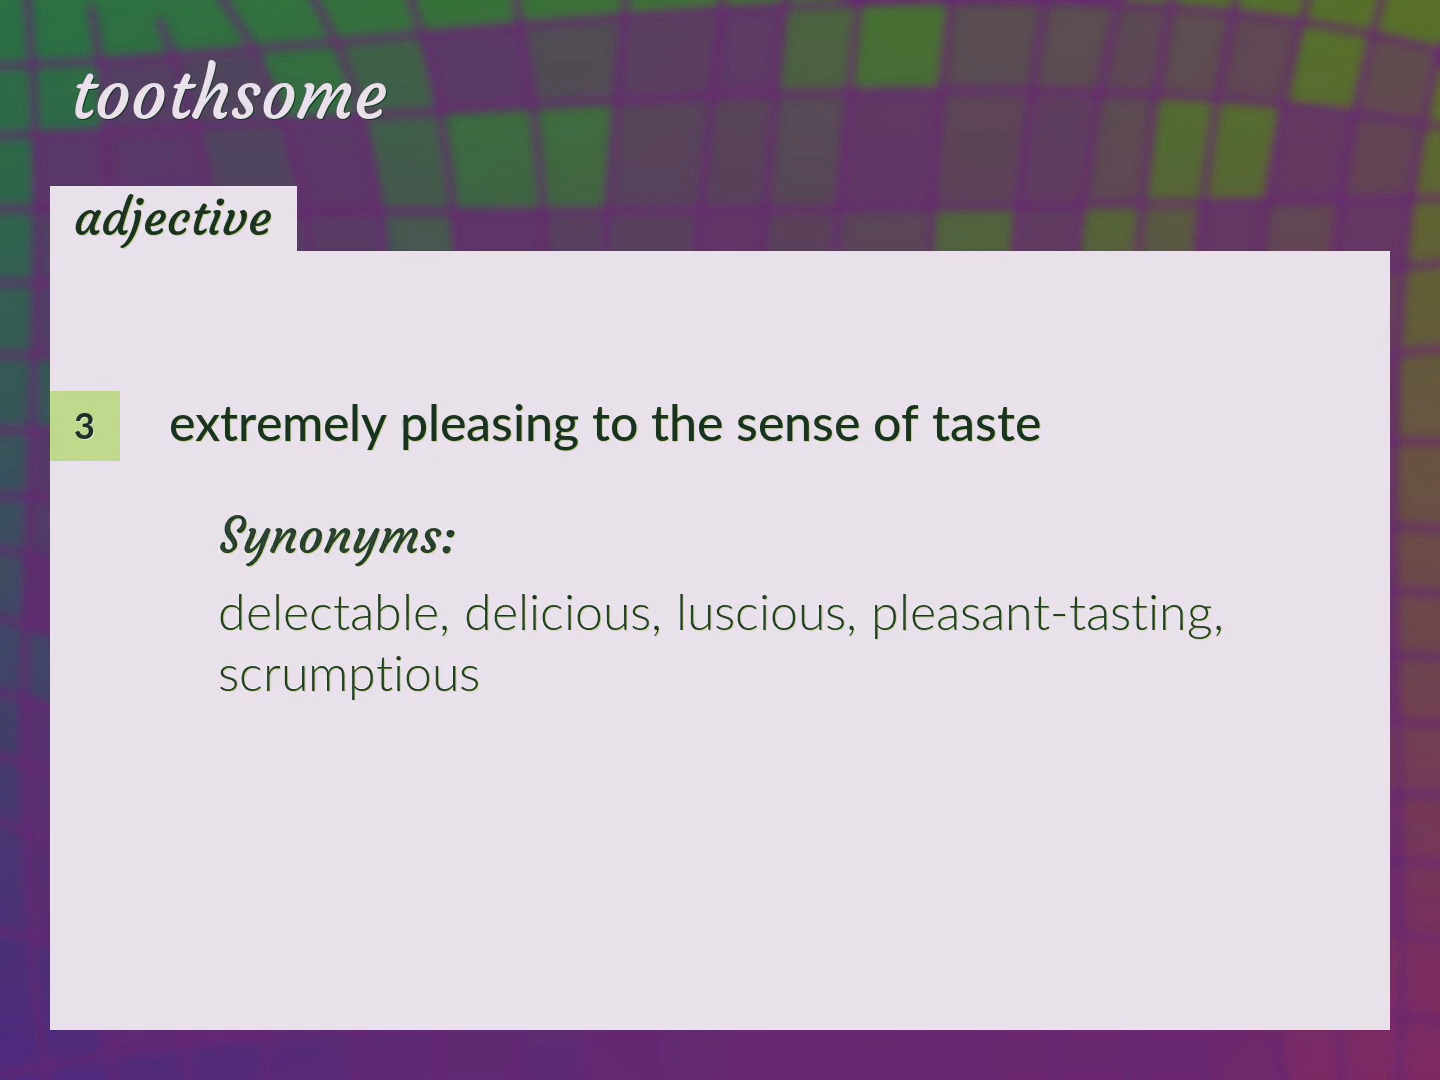 toothsome
adjective
3
extremely pleasing to the sense of taste
Synonyms:
delectable, delicious, luscious, pleasant-tasting,
scrumptious